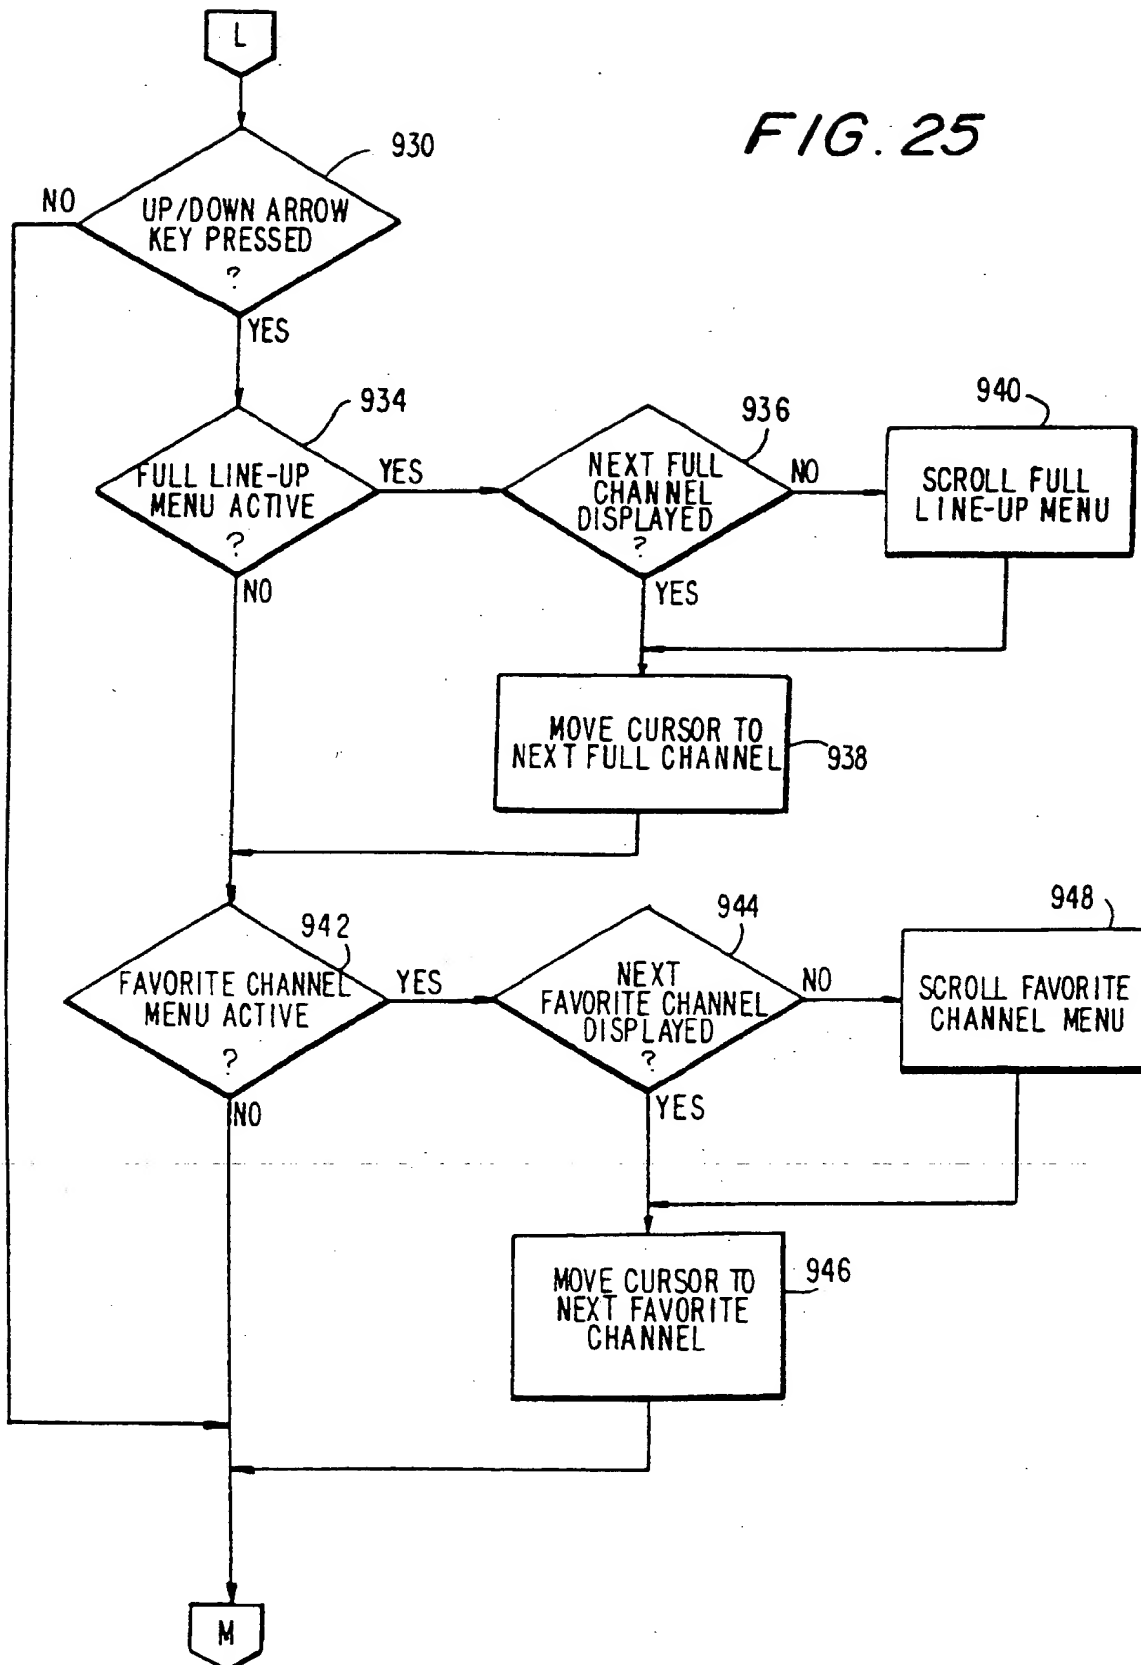 L
FIG. 25
930
NO
UP/DOWN ARROW
KEY PRESSED
?
YES
934
FULL LINE-UP
MENU ACTIVE
?
YES
NO
936
NEXT FULL
CHANNEL
DISPLAYED
?
NO
YES
940
SCROLL FULL
LINE-UP MENU
MOVE CURSOR TO
NEXT FULL CHANNEL
938
942
FAVORITE CHANNEL
MENU ACTIVE
?
YES
NO
944
NEXT
FAVORITE CHANNEL
DISPLAYED
?
NO
YES
948
SCROLL FAVORITE
CHANNEL MENU
MOVE CURSOR TO
NEXT FAVORITE
CHANNEL
946
M